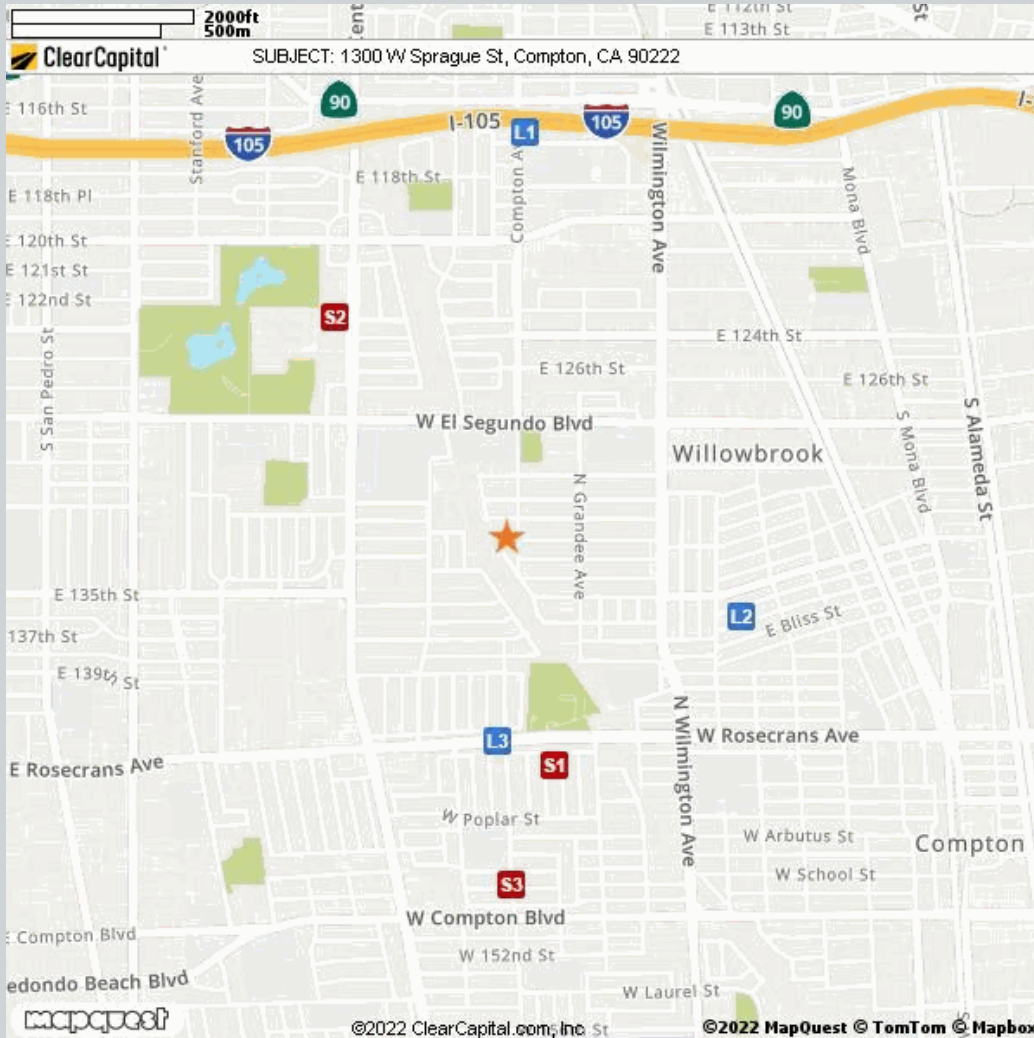 2000ft
500m
E 112th St
E 113th St
ClearCapital
SUBJECT: 1300 W Sprague St, Compton, CA 90222
E 116th St
Stanford Ave
90
I-105
105
L1
105
90
Wilmington Ave
E 118th St
E 118th Pl
Compton Av
Mona Blvd
E 120th St
E 121st St
E 122nd St
S2
S San Pedro St
E 124th St
E 126th St
E 126th St
W El Segundo Blvd
S Mona Blvd
S Alameda St
Willowbrook
N Grandee Ave
E 135th St
L2
E Bliss St
137th St
E 139th St
N Wilmington Ave
L3
W Rosecrans Ave
E Rosecrans Ave
S1
W Poplar St
W Arbutus St
Compton
W School St
S3
W Compton Blvd
E Compton Blvd
W 152nd St
edondo Beach Blvd
W Laurel St
mapquest
©2022 ClearCapital.com, Inc
©2022 MapQuest © TomTom © Mapbox